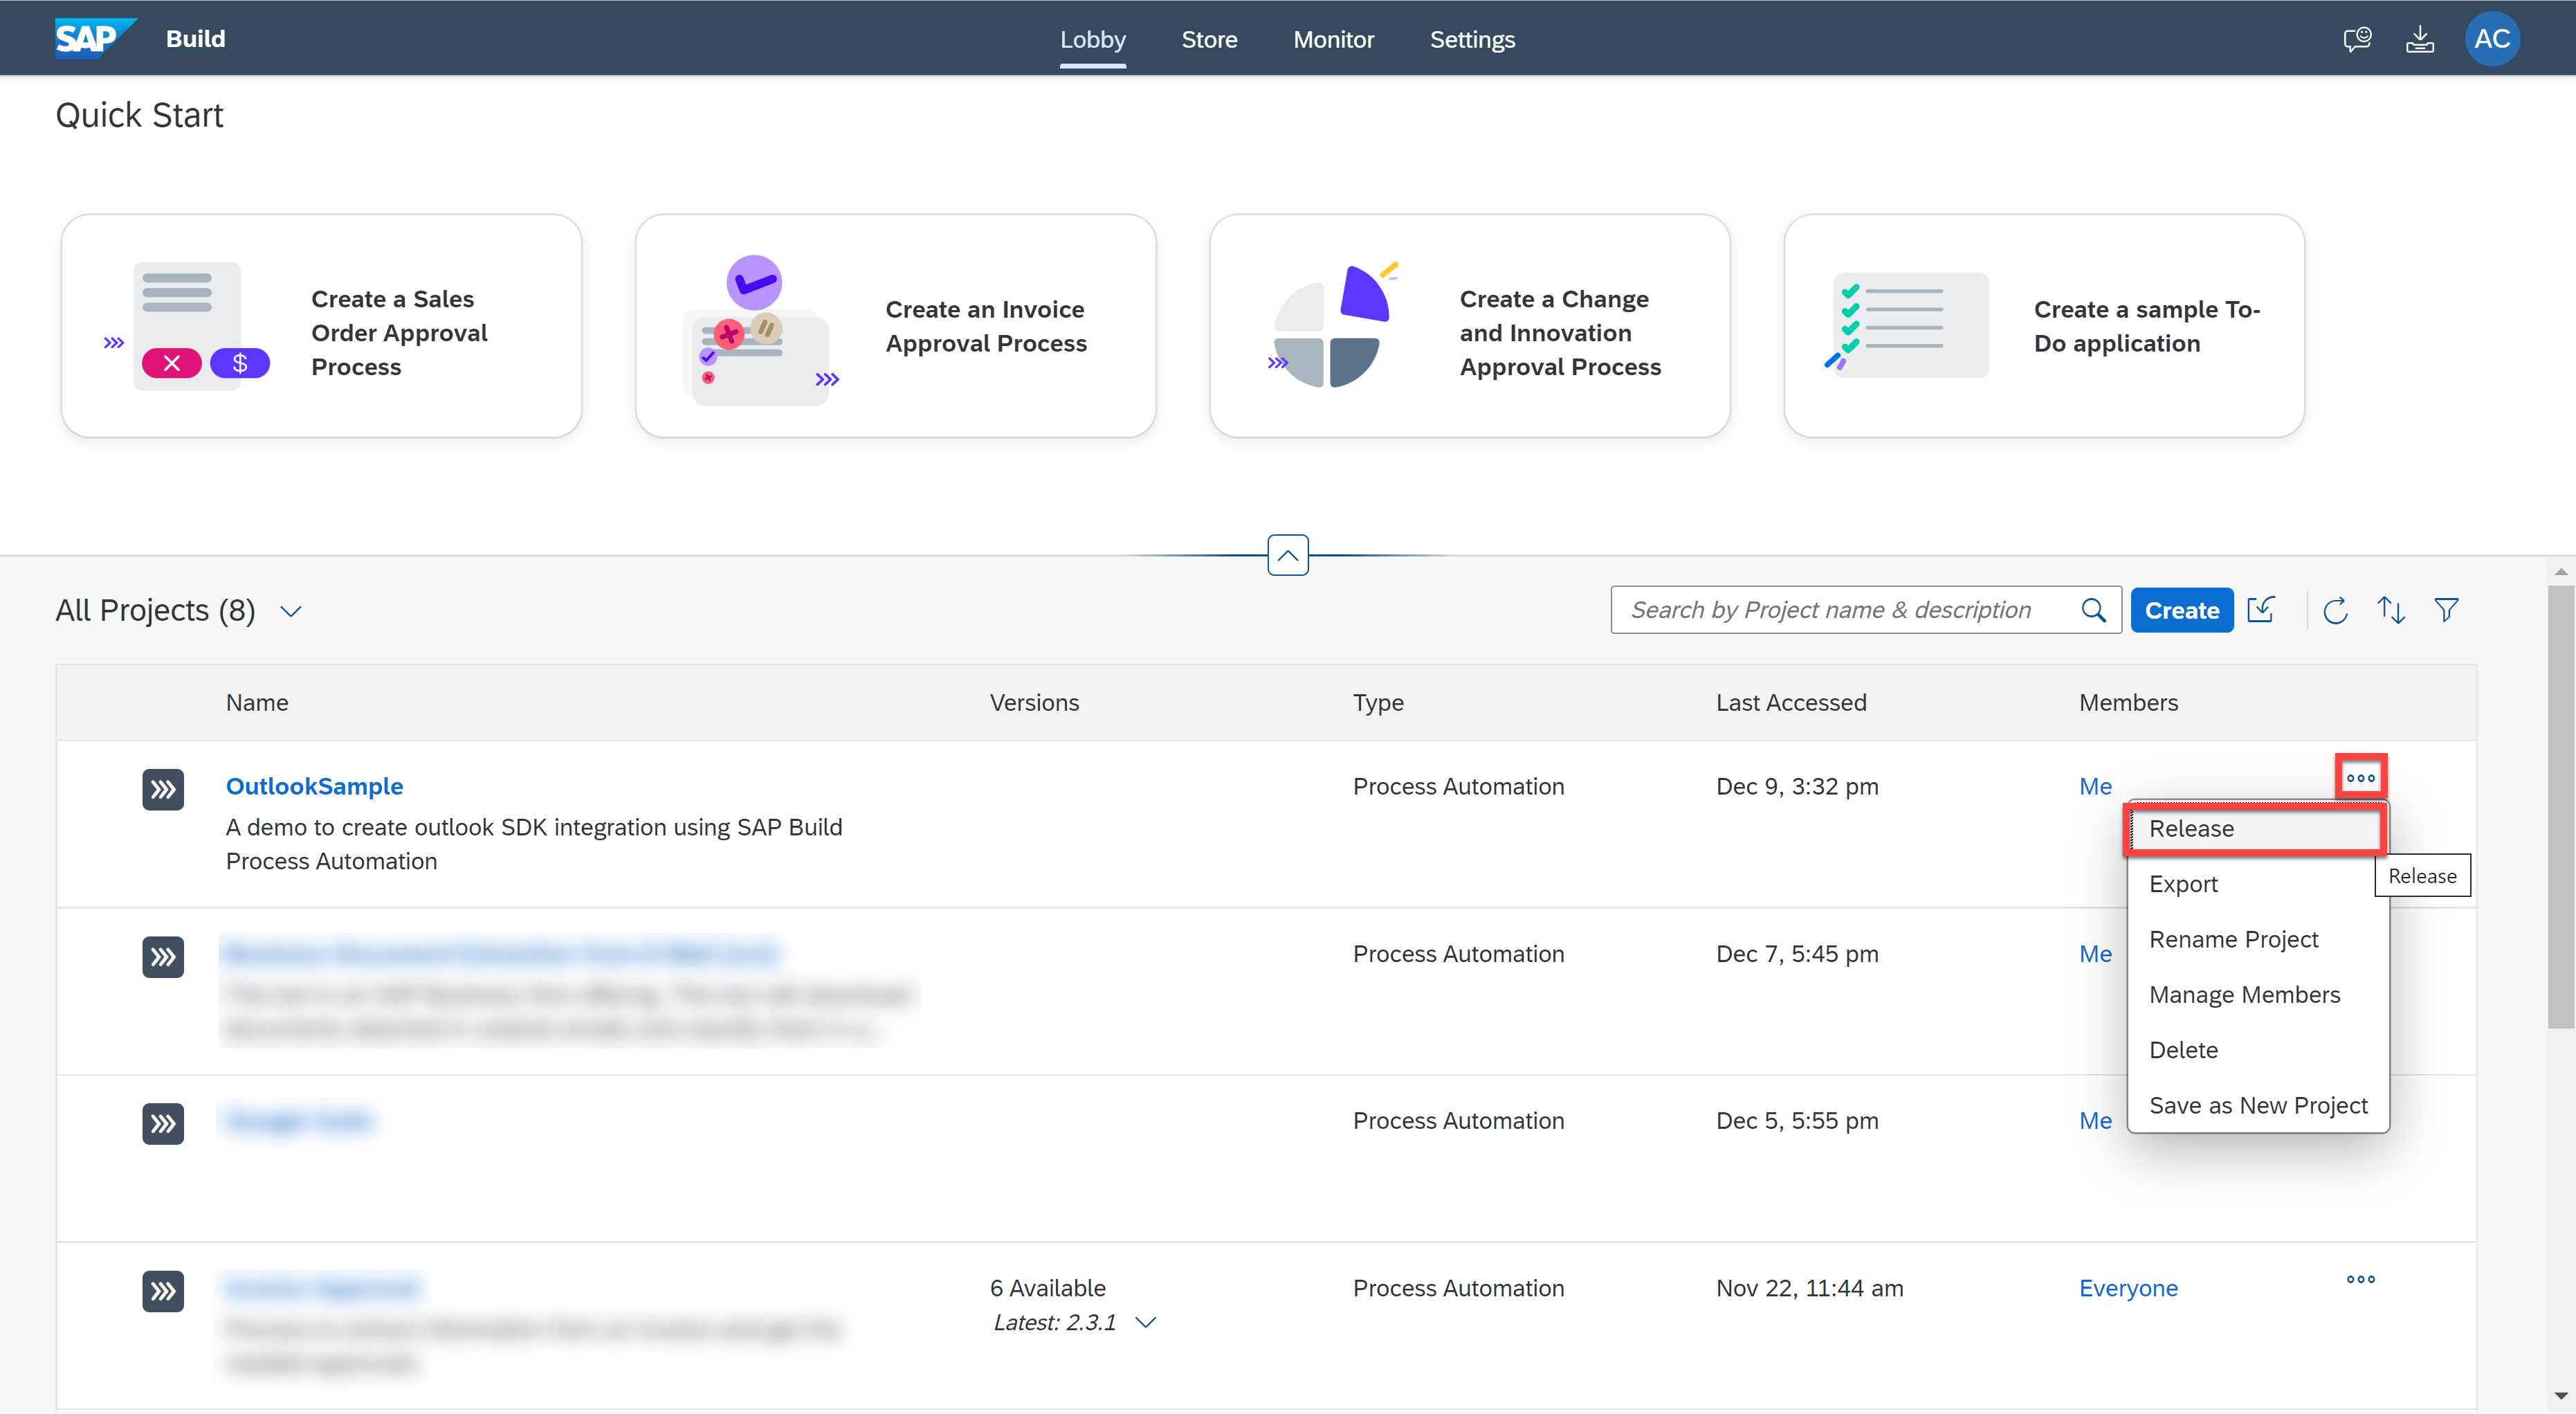 SAP Build
Lobby Store Monitor Settings
AC
Quick Start
Create a Sales
Order Approval
Process
$
Create an Invoice
Approval Process
Create a Change
and Innovation
Approval Process
Create a sample To-
Do application
All Projects (8)
Search by Project name & description
Create
Name Versions Type Last Accessed Members
OutlookSample Process Automation Dec 9, 3:32 pm Me
A demo to create outlook SDK integration using SAP Build
Process Automation
Release
Release
Export
Rename Project
Manage Members
Delete
Save as New Project
Process Automation Dec 7, 5:45 pm Me
Process Automation Dec 5, 5:55 pm Me
6 Available Process Automation Nov 22, 11:44 am Everyone
Latest: 2.3.1